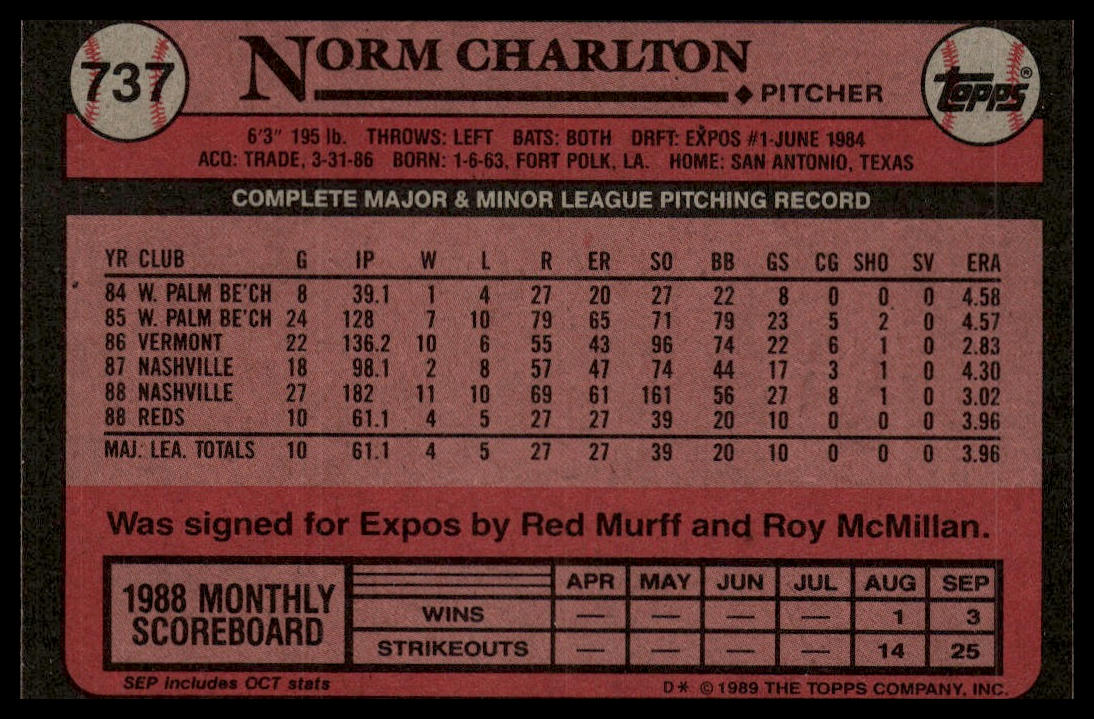 737
NORM CHARLTON
◆ PITCHER
topps®
6'3" 195 lb. THROWS: LEFT BATS: BOTH DRFT: EXPOS #1-JUNE 1984
ACQ: TRADE, 3-31-86 BORN: 1-6-63, FORT POLK, LA. HOME: SAN ANTONIO, TEXAS
COMPLETE MAJOR & MINOR LEAGUE PITCHING RECORD
YR CLUB G IP W L R ER SO BB GS CG SHO SV ERA
84 W. PALM BE'CH 8 39.1 1 4 27 20 27 22 8 0 0 0 4.58
85 W. PALM BE'CH 24 128 7 10 79 65 71 79 23 5 2 0 4.57
86 VERMONT 22 136.2 10 6 55 43 96 74 22 6 1 0 2.83
87 NASHVILLE 18 98.1 2 8 57 47 74 44 17 3 1 0 4.30
88 NASHVILLE 27 182 11 10 69 61 161 56 27 8 1 0 3.02
88 REDS 10 61.1 4 5 27 27 39 20 10 0 0 0 3.96
MAJ. LEA. TOTALS 10 61.1 4 5 27 27 39 20 10 0 0 0 3.96
Was signed for Expos by Red Murff and Roy McMillan.
1988 MONTHLY
SCOREBOARD
APR MAY JUN JUL AUG SEP
WINS — — — — 1 3
STRIKEOUTS — — — — 14 25
SEP includes OCT stats
D* © 1989 THE TOPPS COMPANY, INC.